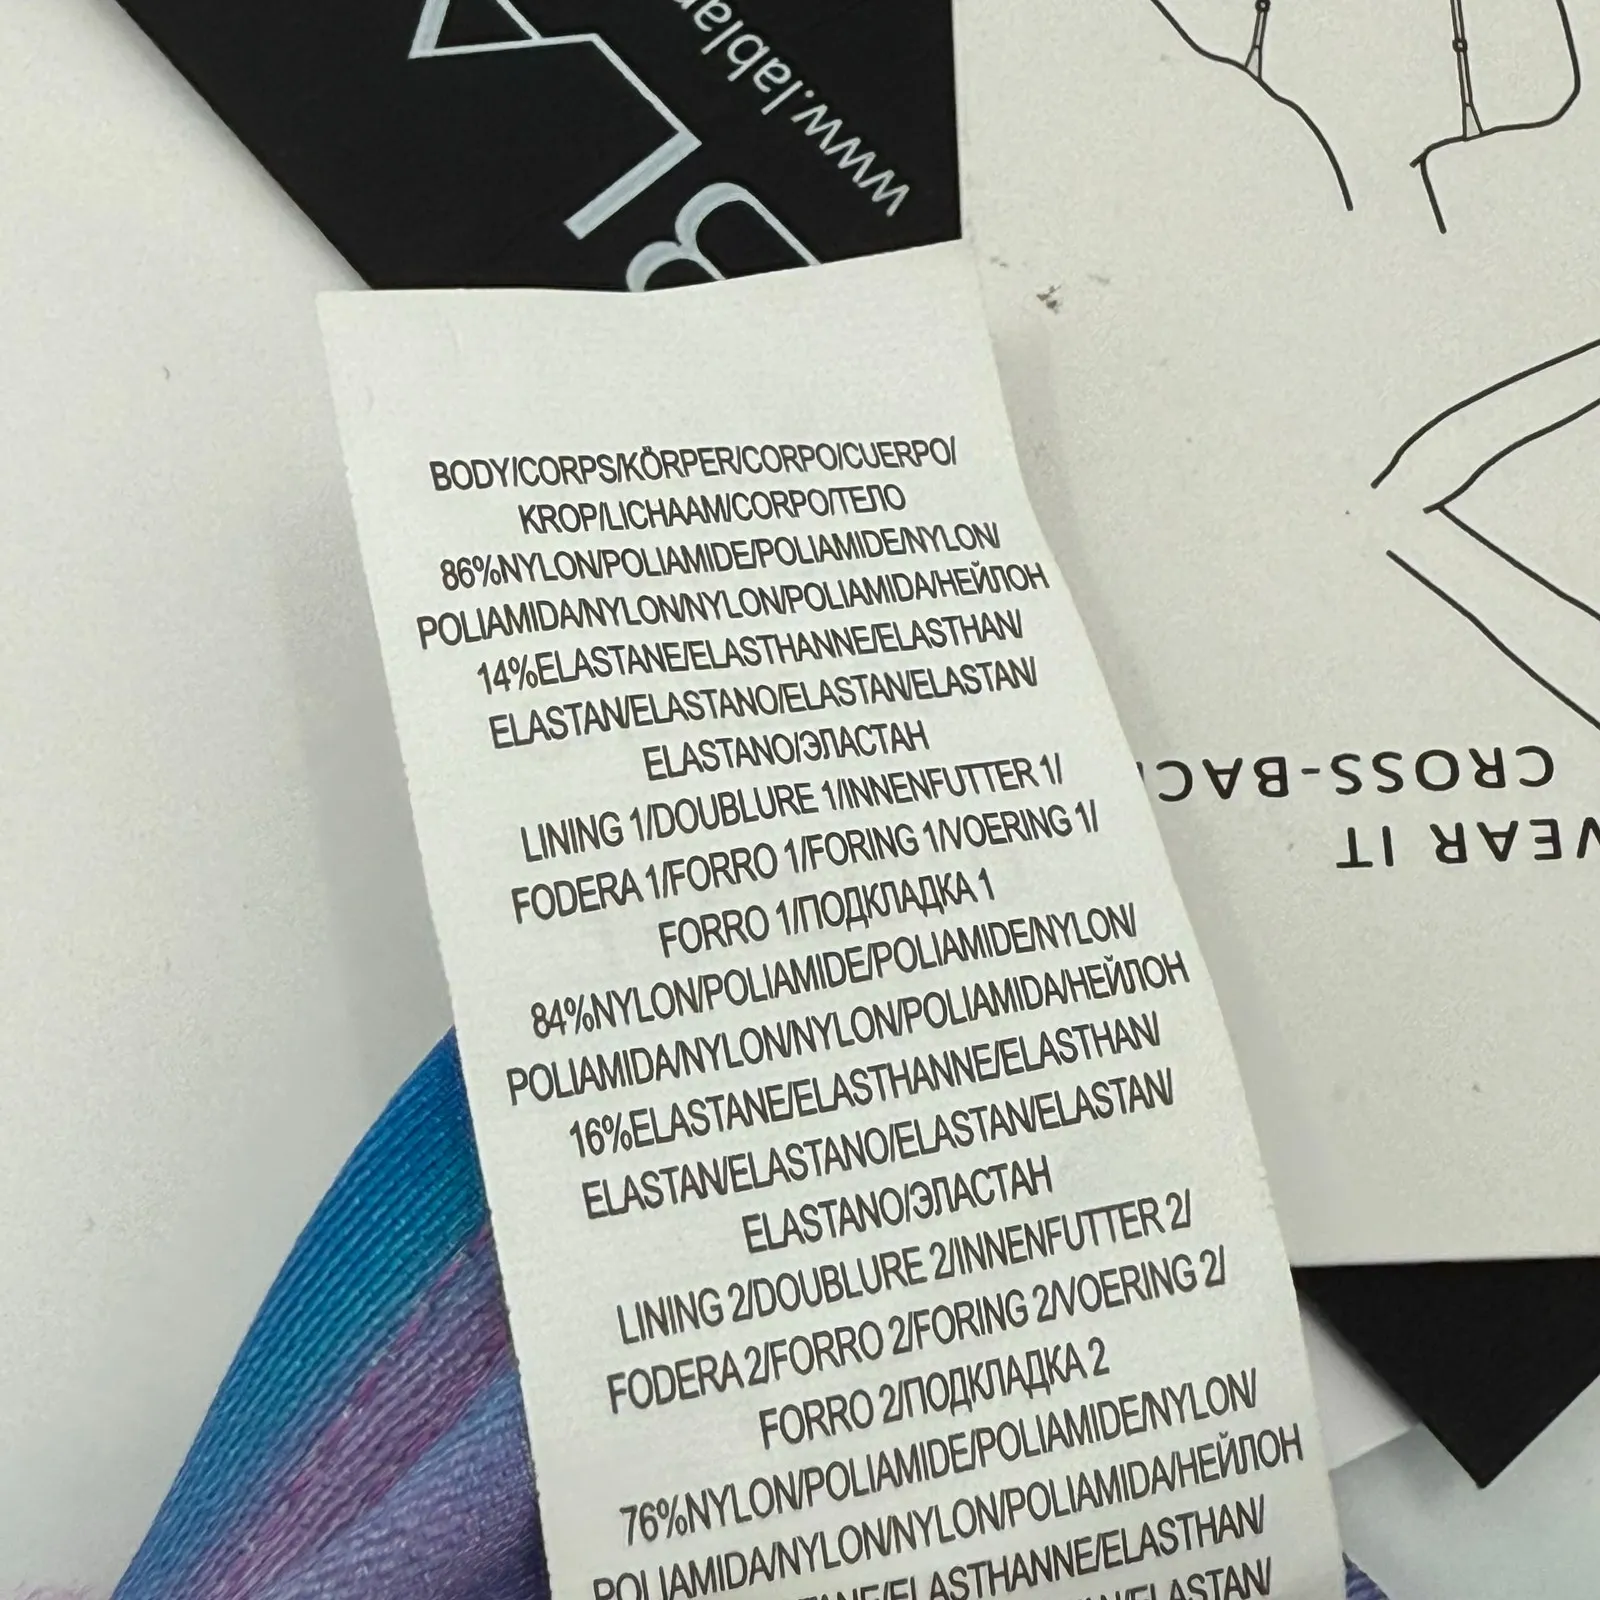 www.labla
BLA
BODY/CORPS/KÖRPER/CORPO/CUERPO/
KROP/LICHAAM/CORPO/ТЕЛО
86%NYLON/POLIAMIDE/POLIAMIDE/NYLON/
POLIAMIDA/NYLON/NYLON/POLIAMIDA/НЕЙЛОН
14%ELASTANE/ELASTHANNE/ELASTHAN/
ELASTAN/ELASTANO/ELASTAN/ELASTAN/
ELASTANO/ЭЛАСТАН
LINING 1/DOUBLURE 1/INNENFUTTER 1/
FODERA 1/FORRO 1/FORING 1/VOERING 1/
FORRO 1/ПОДКЛАДКА 1
84%NYLON/POLIAMIDE/POLIAMIDE/NYLON/
POLIAMIDA/NYLON/NYLON/POLIAMIDA/НЕЙЛОН
16%ELASTANE/ELASTHANNE/ELASTHAN/
ELASTAN/ELASTANO/ELASTAN/ELASTAN/
ELASTANO/ЭЛАСТАН
LINING 2/DOUBLURE 2/INNENFUTTER 2/
FODERA 2/FORRO 2/FORING 2/VOERING 2/
FORRO 2/ПОДКЛАДКА 2
76%NYLON/POLIAMIDE/POLIAMIDE/NYLON/
POLIAMIDA/NYLON/NYLON/POLIAMIDA/НЕЙЛОН
TANE/ELASTHANNE/ELASTHAN/
AN/ELASTAN/
WEAR IT
CROSS-BAC